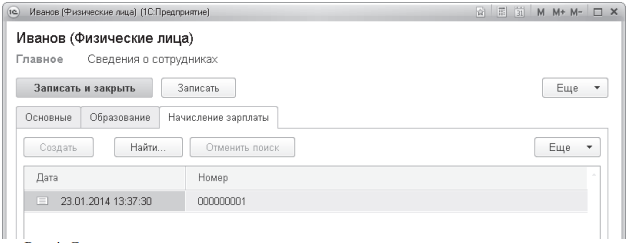 Иванов (Физические лица) (1С:Предприятие)
M M+ M-
Иванов (Физические лица)
Главное Сведения о сотрудниках
Записать и закрыть Записать Еще
Основные Образование Начисление зарплаты
Создать Найти... Отменить поиск Еще
Дата Номер
23.01.2014 13:37:30 000000001